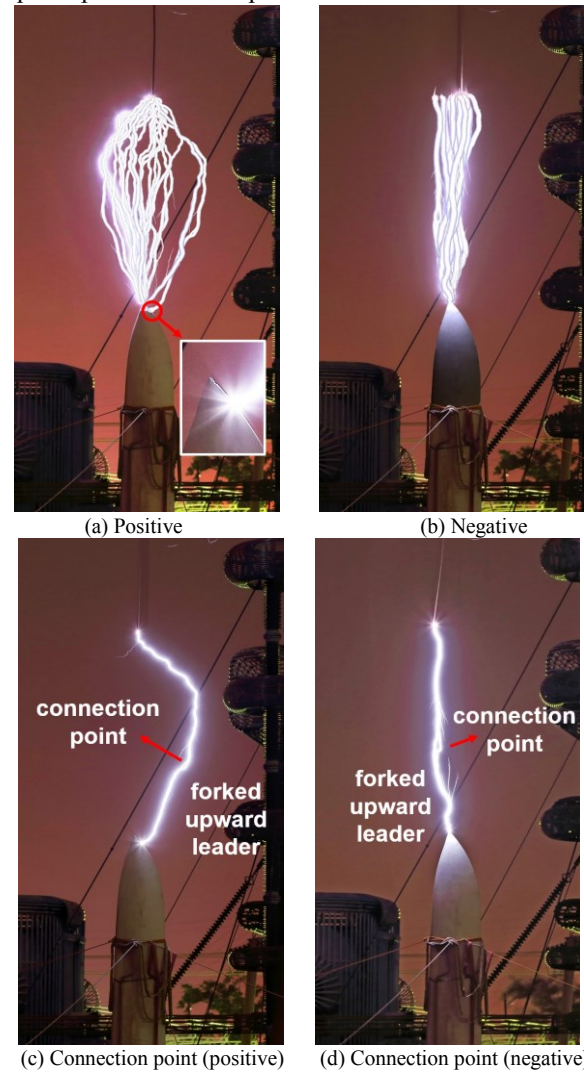 (a) Positive
(b) Negative
connection
point
forked
upward
leader
connection
point
forked
upward
leader
(c) Connection point (positive)
(d) Connection point (negative)